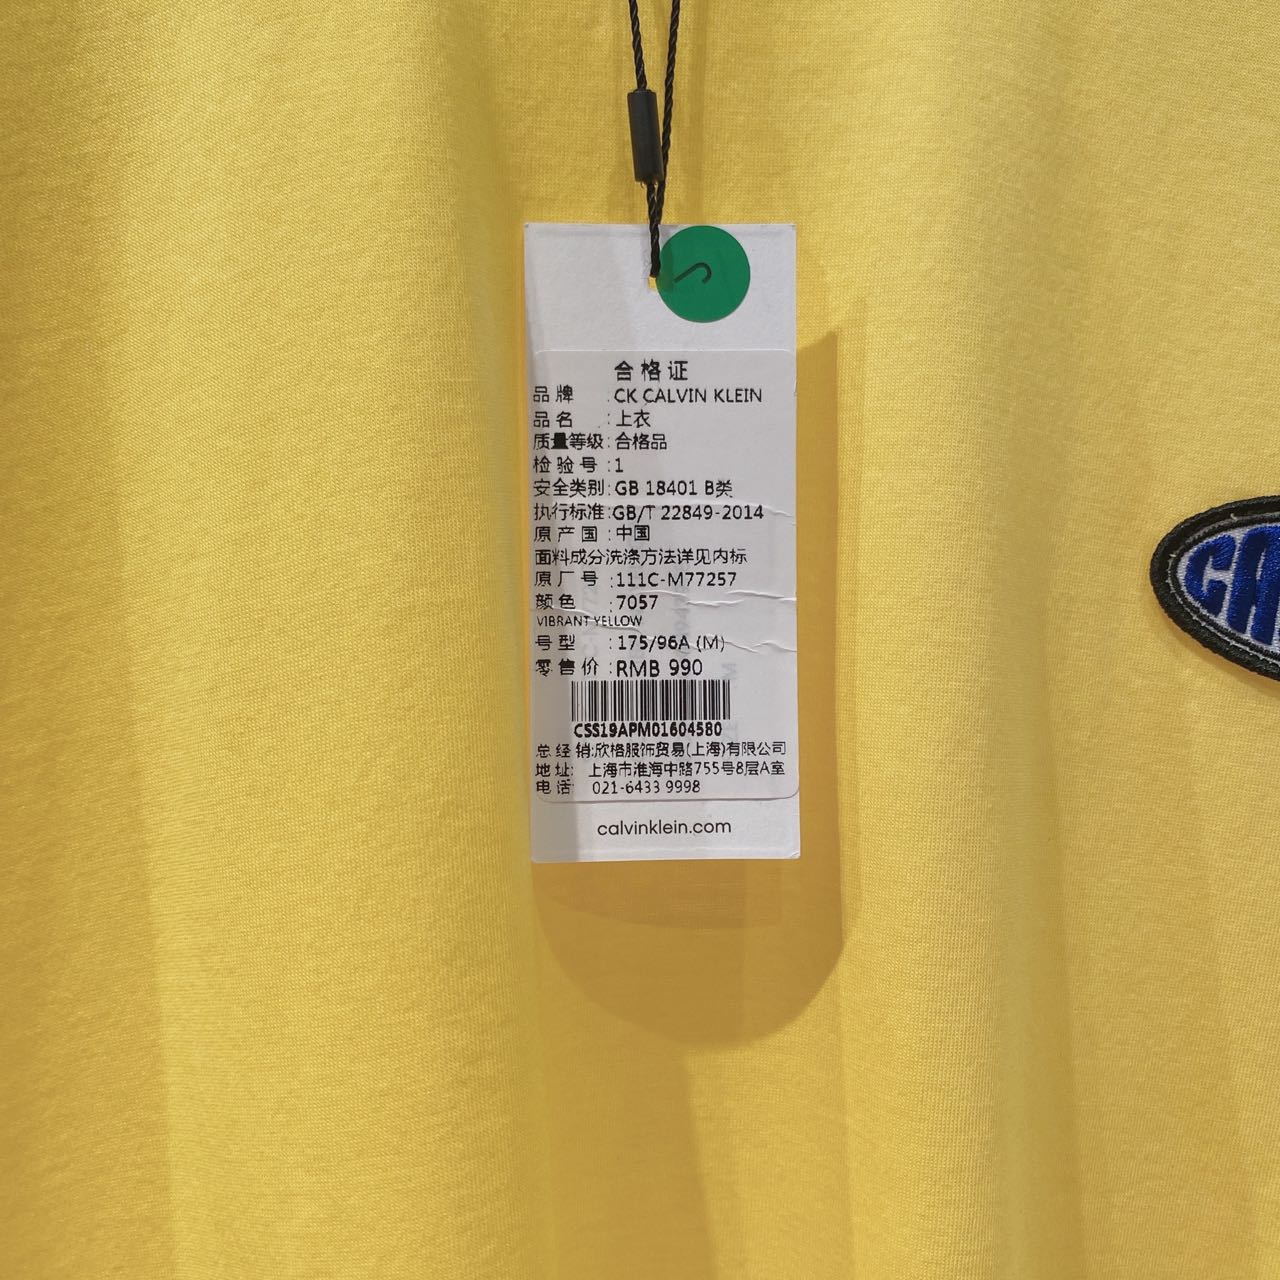 合格证
品牌 : CK CALVIN KLEIN
品名 : 上衣
质量等级: 合格品
检验号 : 1
安全类别: GB 18401 B类
执行标准: GB/T 22849-2014
原产国 : 中国
面料成分洗涤方法详见内标
原厂号 : 111C-M77257
颜色 : 7057
VIBRANT YELLOW
号型 : 175/96A (M)
零售价 : RMB 990
CSS19APM01604580
总经销:欣格服饰贸易(上海)有限公司
地址: 上海市淮海中路755号8层A室
电话: 021-6433 9998
calvinklein.com